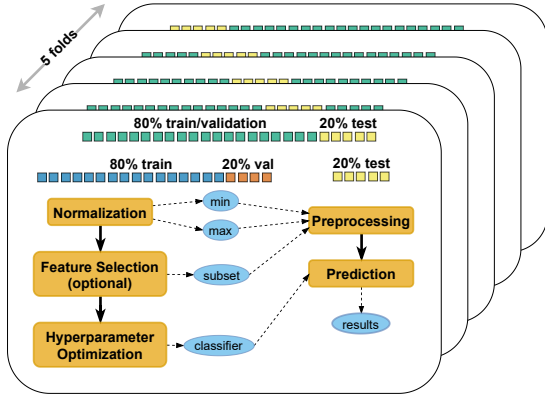 5 folds
80% train/validation 20% test
80% train 20% val 20% test
Normalization
min
max
Preprocessing
Feature Selection
(optional)
subset
Prediction
Hyperparameter
Optimization
classifier
results